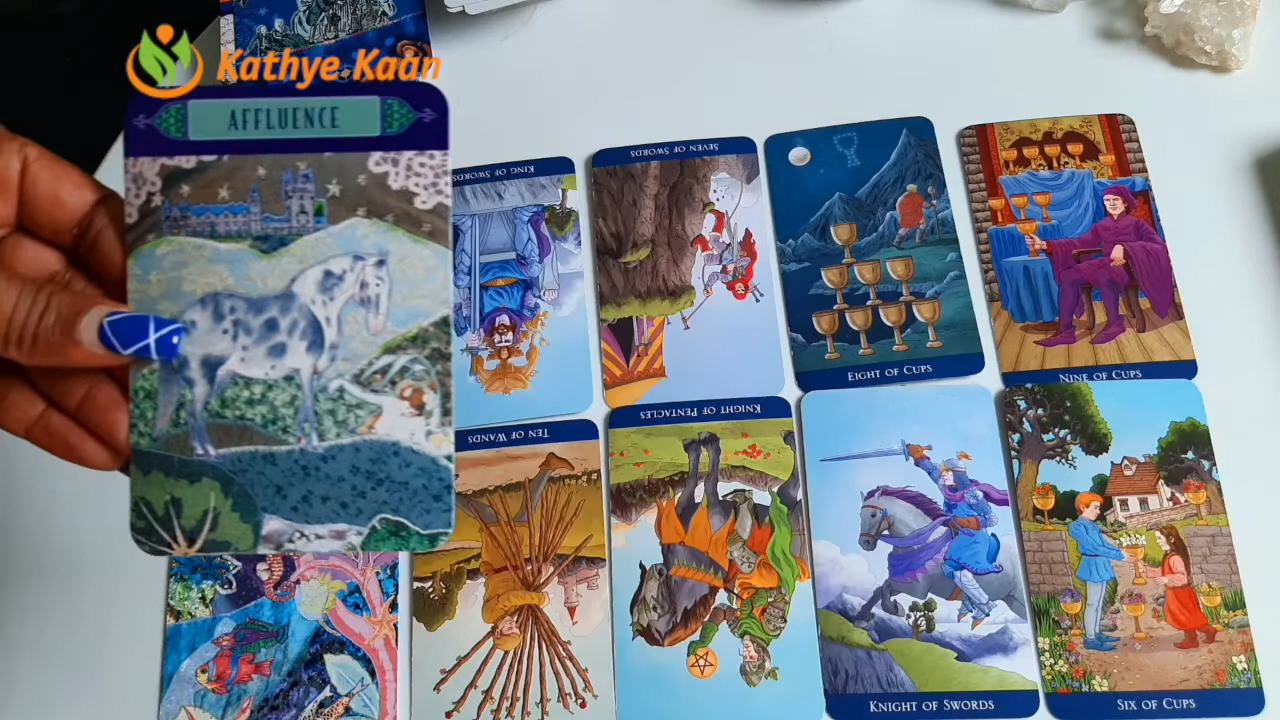 Kathye Kaan
AFFLUENCE
KING OF SWORDS
SEVEN OF SWORDS
EIGHT OF CUPS
NINE OF CUPS
TEN OF WANDS
KNIGHT OF PENTACLES
KNIGHT OF SWORDS
SIX OF CUPS